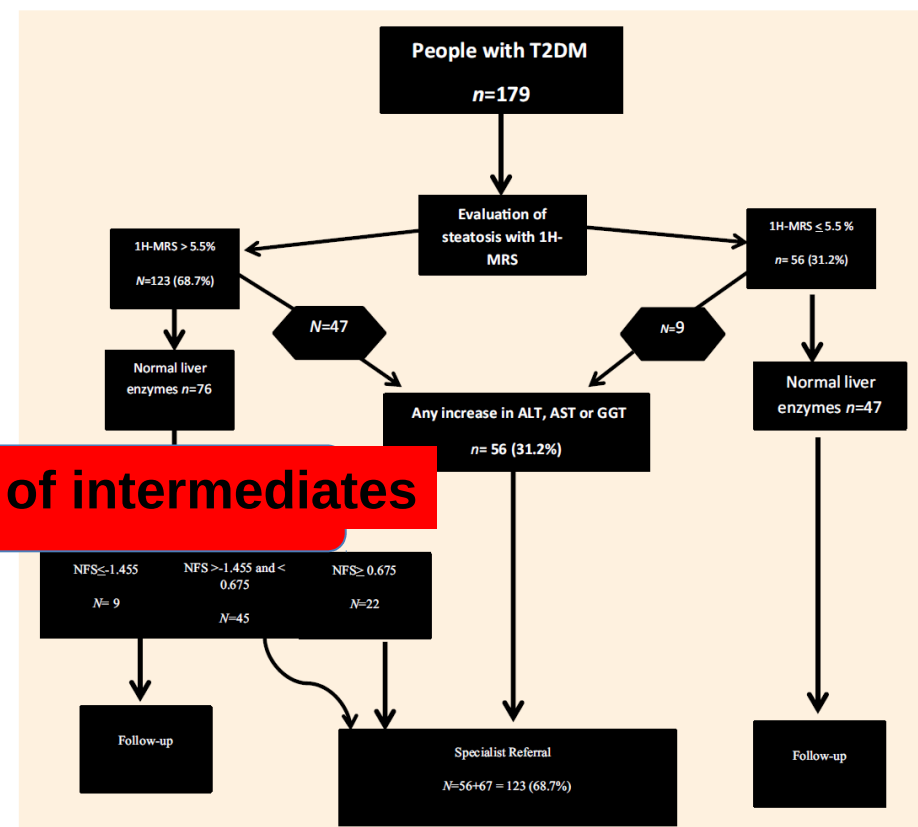 People with T2DM
n=179
Evaluation of
steatosis with 1H-
MRS
1H-MRS > 5.5%
N=123 (68.7%)
1H-MRS ≤ 5.5 %
n= 56 (31.2%)
N=47
N=9
Normal liver
enzymes n=76
Normal liver
enzymes n=47
Any increase in ALT, AST or GGT
n= 56 (31.2%)
of intermediates
NFS≤-1.455
N= 9
NFS >-1.455 and <
0.675
N=45
NFS≥ 0.675
N=22
Follow-up
Specialist Referral
N=56+67 = 123 (68.7%)
Follow-up